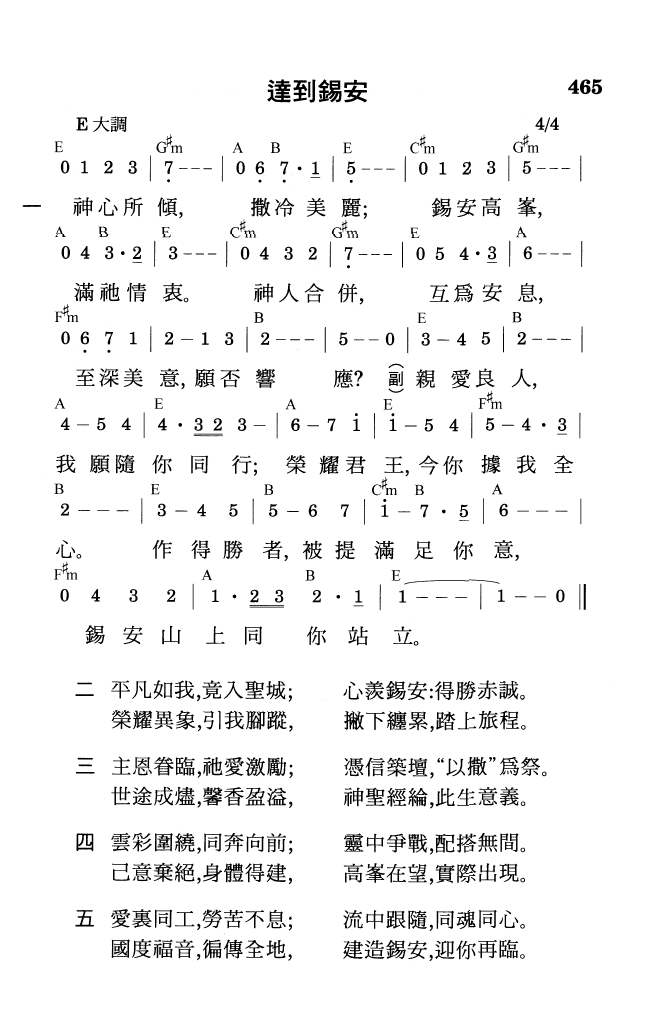 達到錫安
465
E 大調
4/4
E G♯m A B E C♯m G♯m
0 1 2 3 | 7̣ - - - | 0 6̣ 7̣ · 1 | 5̣ - - - | 0 1 2 3 | 5 - - - |
一 神心所傾, 撒冷美麗; 錫安高峯,
A B E C♯m G♯m E A
0 4 3 · 2 | 3 - - - | 0 4 3 2 | 7̣ - - - | 0 5 4 · 3 | 6 - - - |
滿祂情衷。 神人合併, 互爲安息,
F♯m B E B
0 6̣ 7̣ 1 | 2 - 1 3 | 2 - - - | 5 - - 0 | 3 - 4 5 | 2 - - - |
至深美意, 願否響應? (副) 親愛良人,
A E A E F♯m
4 - 5 4 | 4 · 3 2 3 - | 6 - 7 i | i - 5 4 | 5 - 4 · 3 |
我願隨你同行; 榮耀君王, 今你據我全
B E B C♯m B A
2 - - - | 3 - 4 5 | 5 - 6 7 | i - 7 · 5 | 6 - - - |
心。 作得勝者, 被提滿足你意,
F♯m A B E
0 4 3 2 | 1 · 2 3 2 · 1 | 1 - - - | 1 - - 0 ‖
錫安山上同你站立。
二 平凡如我,竟入聖城; 心羨錫安:得勝赤誠。
榮耀異象,引我腳蹤, 撇下纏累,踏上旅程。
三 主恩眷臨,祂愛激勵; 憑信築壇,“以撒”爲祭。
世途成燼,馨香盈溢, 神聖經綸,此生意義。
四 雲彩圍繞,同奔向前; 靈中爭戰,配搭無間。
己意棄絕,身體得建, 高峯在望,實際出現。
五 愛裏同工,勞苦不息; 流中跟隨,同魂同心。
國度福音,徧傳全地, 建造錫安,迎你再臨。